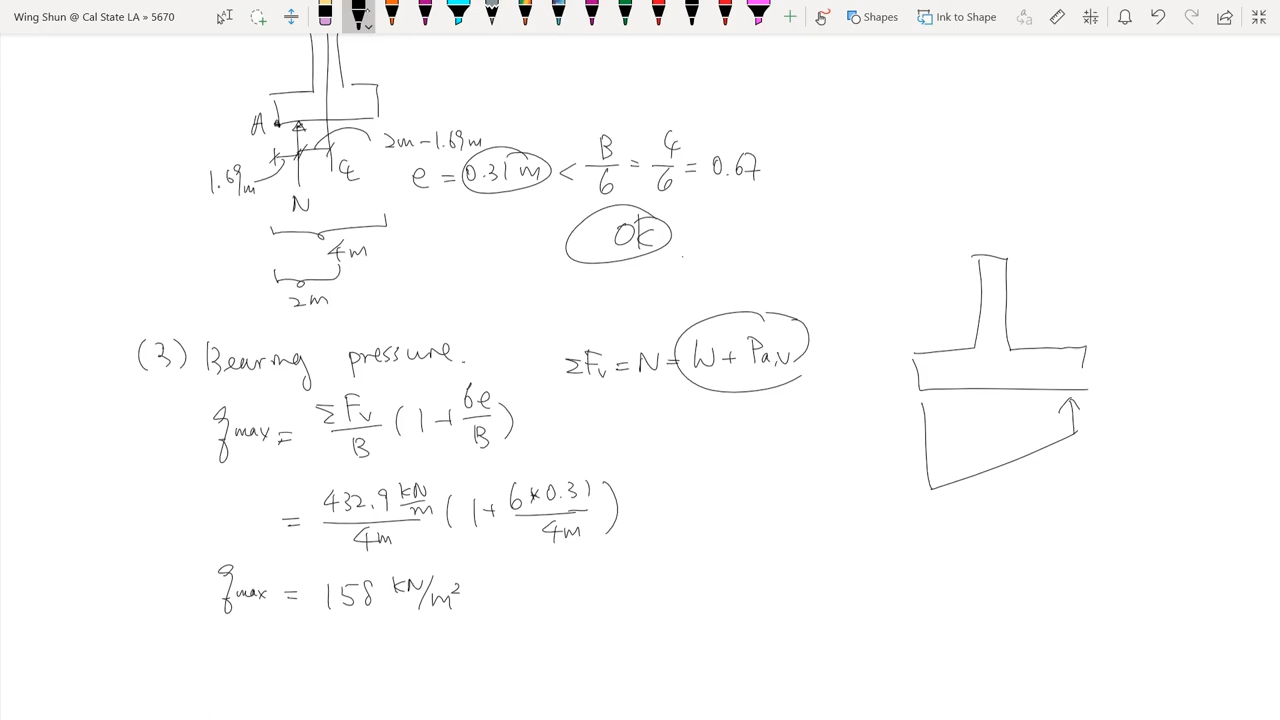 Wing Shun @ Cal State LA » 5670
Shapes
Ink to Shape
A
2m - 1.69m
1.69m
℄
N
4m
2m
e = 0.31 m < B/6 = 4/6 = 0.67
OK
(3) Bearing pressure.
ΣFv = N = W + Pa,v
qmax = ΣFv/B (1 + 6e/B)
= 432.9 kN/m / 4m (1 + 6*0.31 / 4m)
qmax = 158 kN/m²